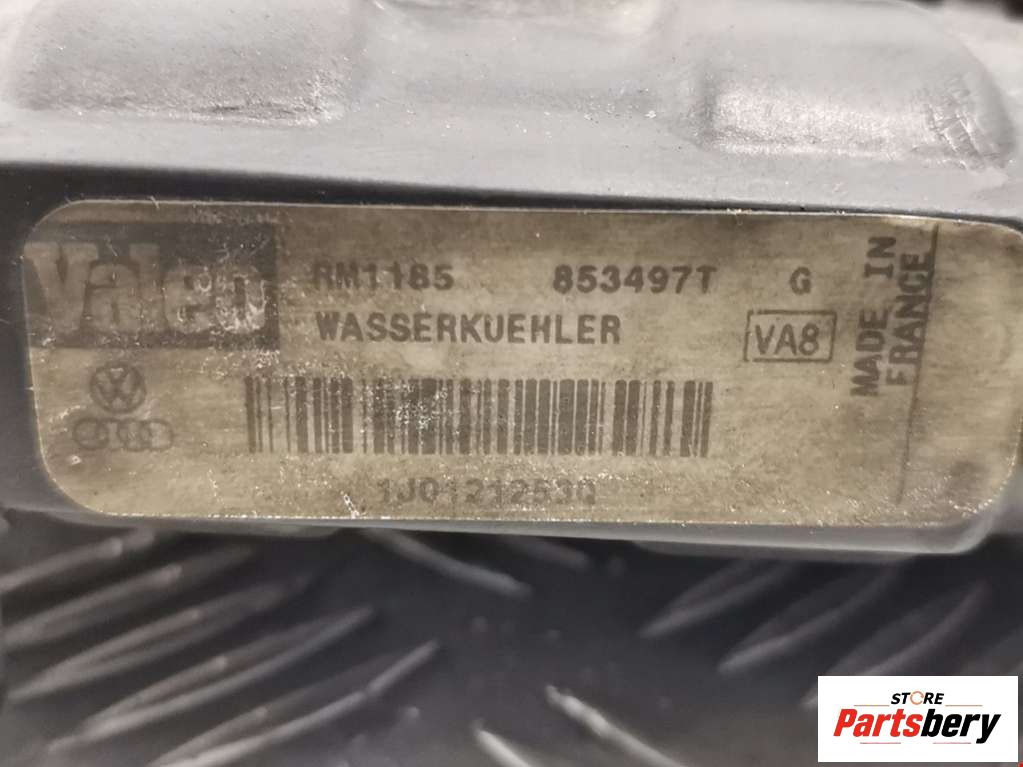 Valeo
RM1185 853497T G
WASSERKUEHLER VA8
MADE IN
FRANCE
1J0121253Q
STORE
Partsbery